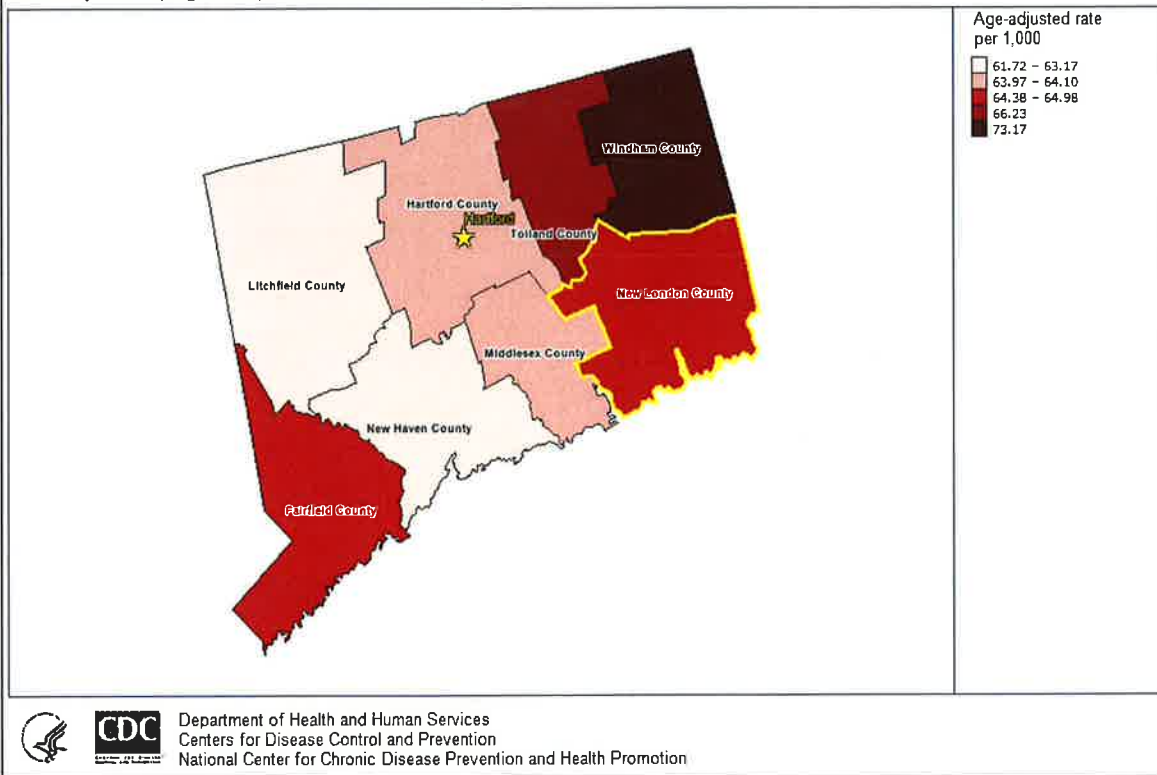 Age-adjusted rate
per 1,000
61.72 - 63.17
63.97 - 64.10
64.38 - 64.98
66.23
73.17
Windham County
Hartford County
Hartford
Tolland County
Litchfield County
New London County
Middlesex County
New Haven County
Fairfield County
CDC
Department of Health and Human Services
Centers for Disease Control and Prevention
National Center for Chronic Disease Prevention and Health Promotion